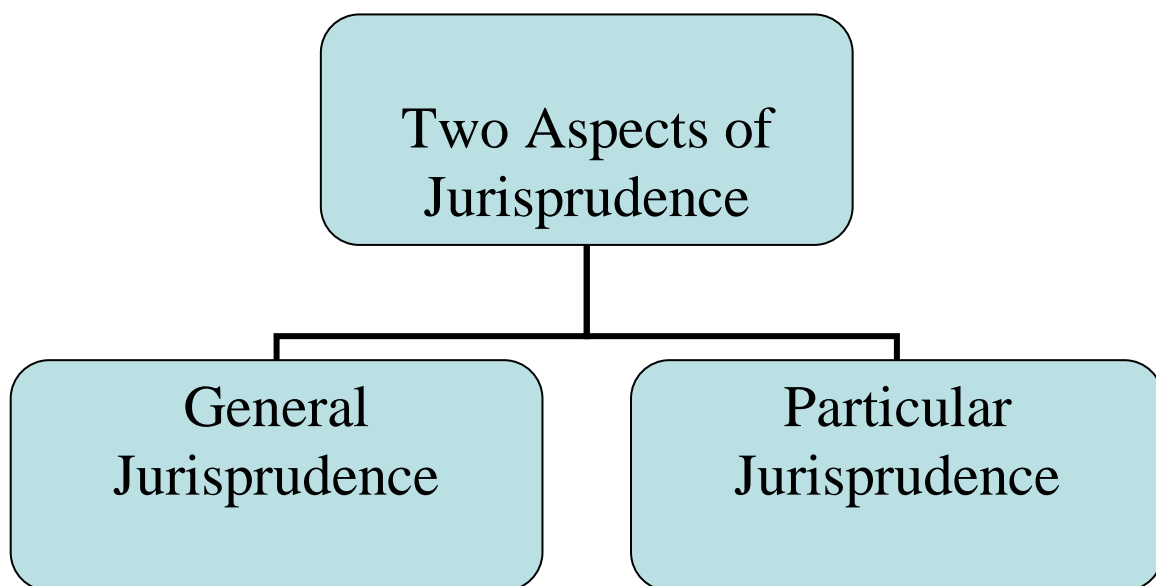 Two Aspects of
Jurisprudence
General
Jurisprudence
Particular
Jurisprudence